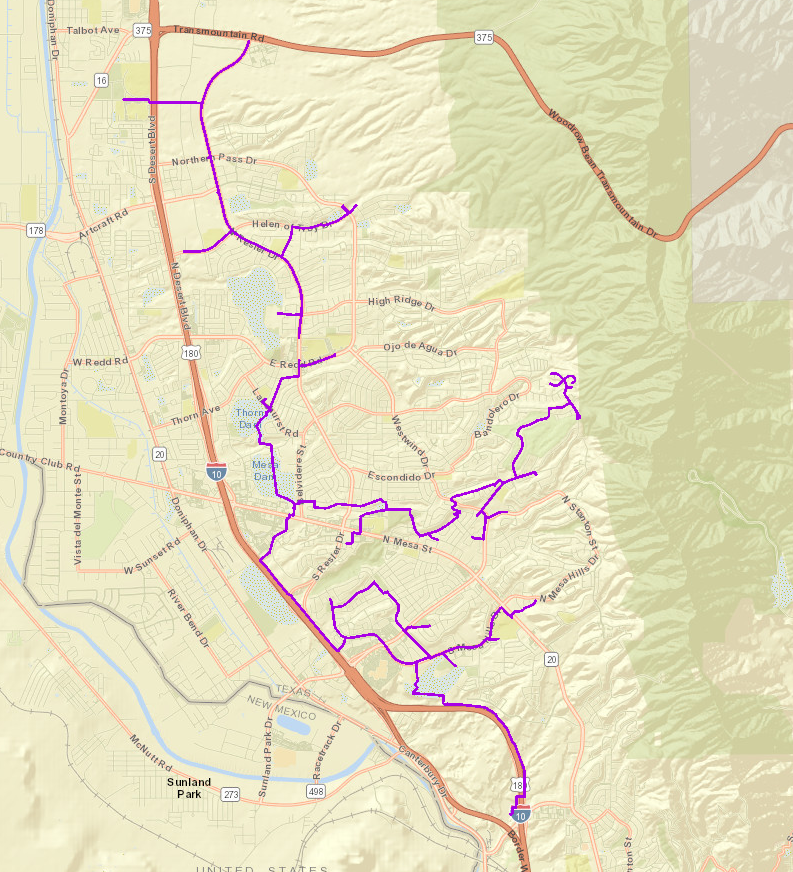 Doniphan Dr
Talbot Ave
375
Transmountain Rd
375
16
Woodrow Bean Transmountain Dr
S Desert Blvd
Northern Pass Dr
Artcraft Rd
178
Helen of Troy Dr
N Resler Dr
N Desert Blvd
High Ridge Dr
180
W Redd Rd
E Redd Rd
Ojo de Agua Dr
Montoya Dr
Thorn Ave
Thorn
Dam
Lakehurst Rd
Westwind Dr
Bandolero Dr
20
Country Club Rd
10
Mesa
Dam
Belvidere St
Escondido Dr
Vista del Monte St
Doniphan Dr
N Stanton St
N Mesa St
W Sunset Rd
S Resler Dr
River Bend Dr
N Mesa Hills Dr
S Mesa Hills Dr
20
TEXAS
NEW MEXICO
McNutt Rd
Sunland Park Dr
Racetrack Dr
Canterbury Dr
Sunland
Park
273
498
10
UNITED STATES